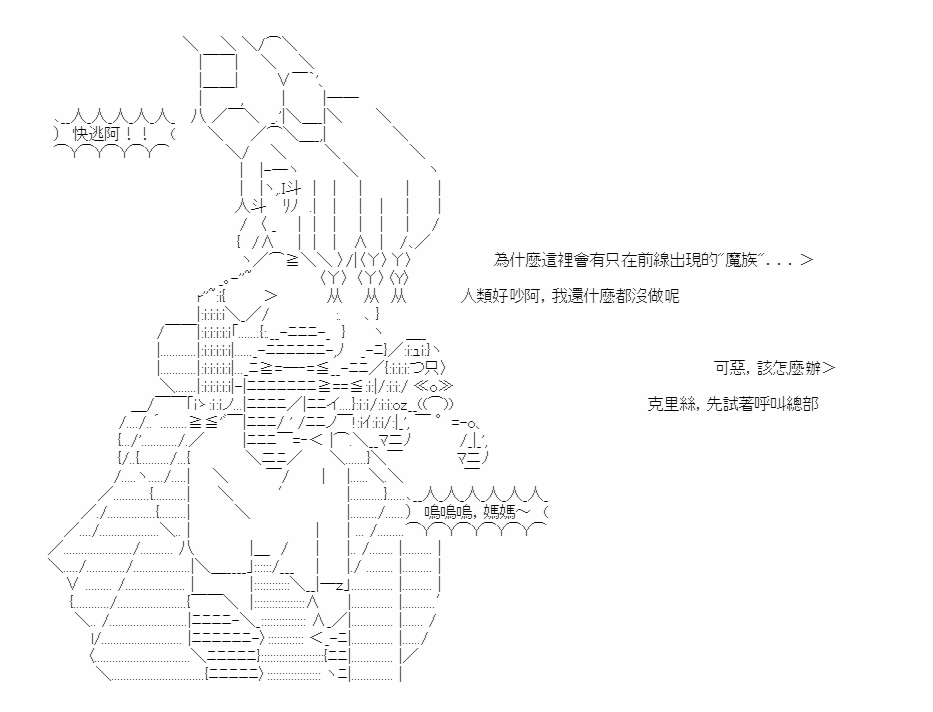 快逃阿！！
為什麼這裡會有只在前線出現的"魔族"．．．＞
人類好吵阿，我還什麼都沒做呢
可惡，該怎麼辦＞
克里絲，先試著呼叫總部
嗚嗚嗚，媽媽～